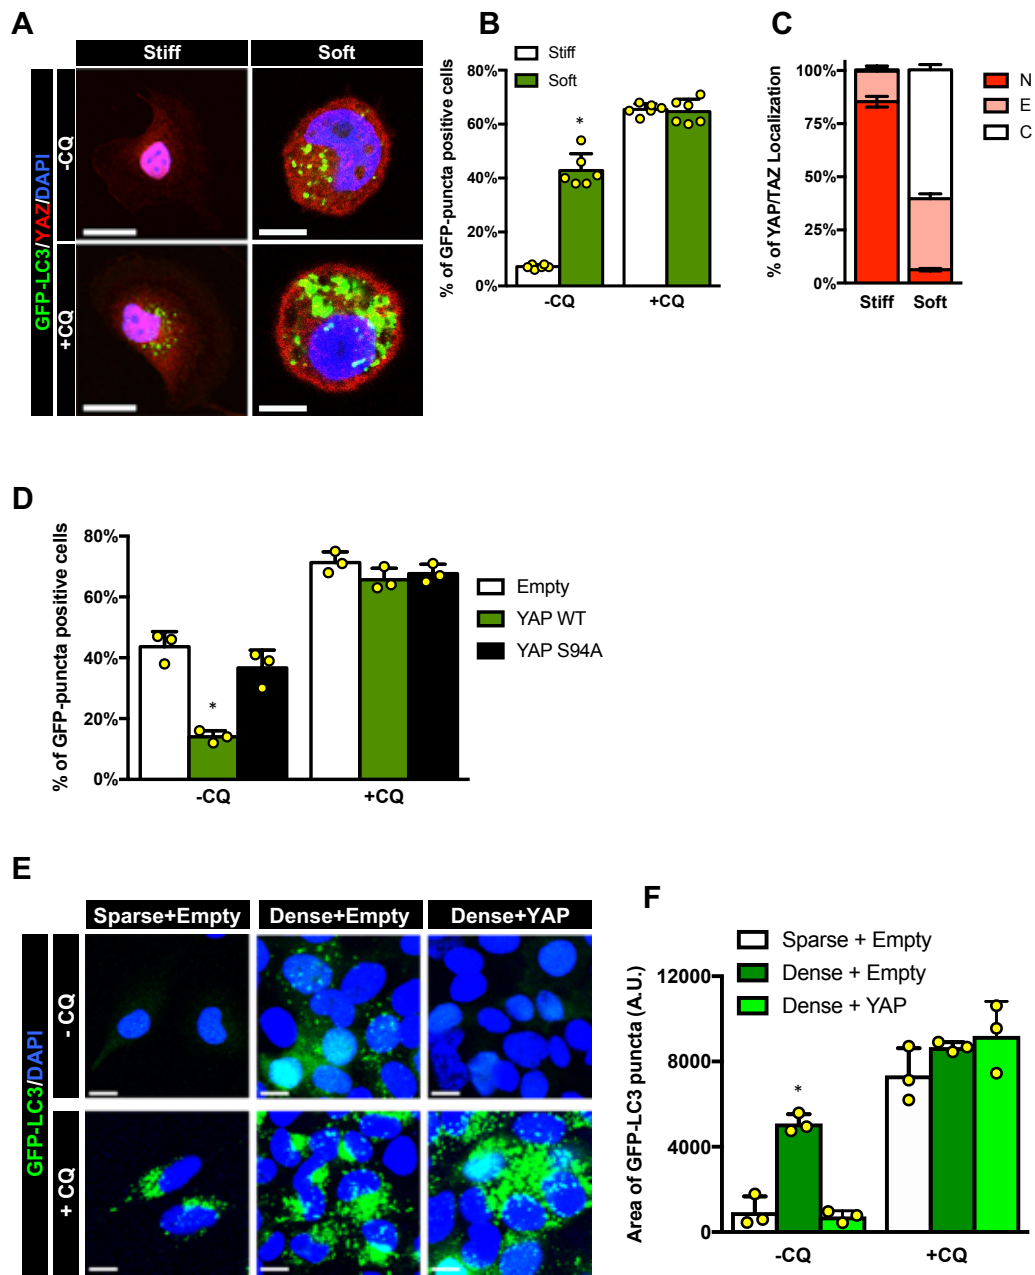 A
Stiff
Soft
GFP-LC3/YAZ/DAPI
-CQ
+CQ
B
Stiff
Soft
% of GFP-puncta positive cells
80%
60%
40%
20%
0%
*
-CQ
+CQ
C
% of YAP/TAZ Localization
100%
75%
50%
25%
0%
N
E
C
Stiff
Soft
D
% of GFP-puncta positive cells
80%
60%
40%
20%
0%
*
Empty
YAP WT
YAP S94A
-CQ
+CQ
E
Sparse+Empty
Dense+Empty
Dense+YAP
GFP-LC3/DAPI
- CQ
+ CQ
F
Sparse + Empty
Dense + Empty
Dense + YAP
Area of GFP-LC3 puncta (A.U.)
12000
8000
4000
0
*
-CQ
+CQ